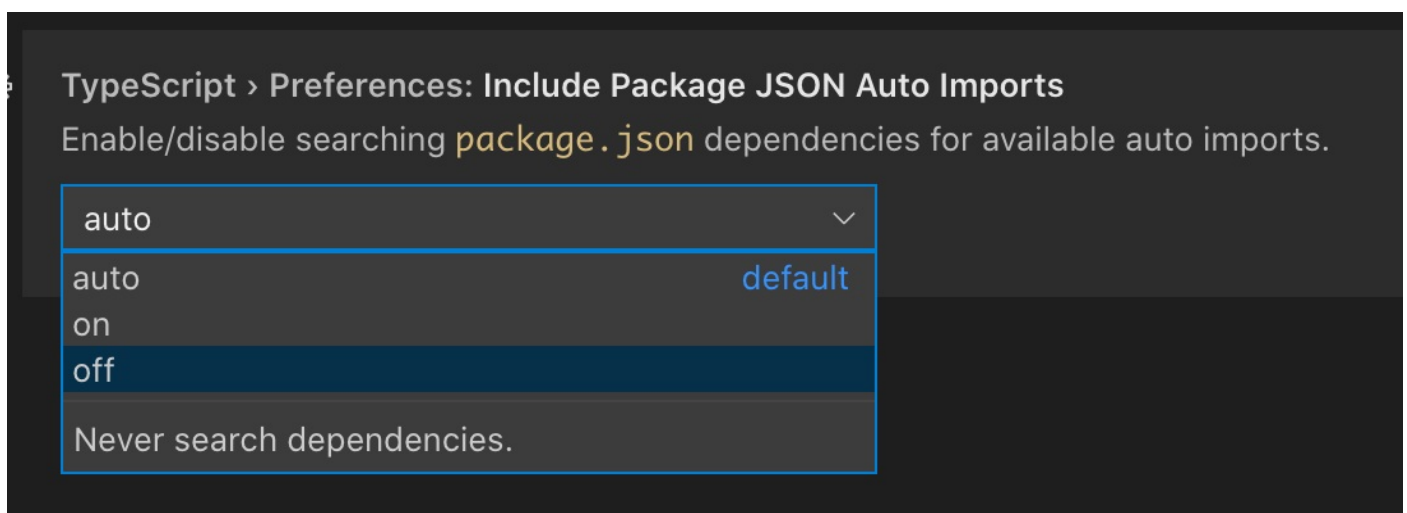 TypeScript › Preferences: Include Package JSON Auto Imports
Enable/disable searching package.json dependencies for available auto imports.
auto
auto default
on
off
Never search dependencies.